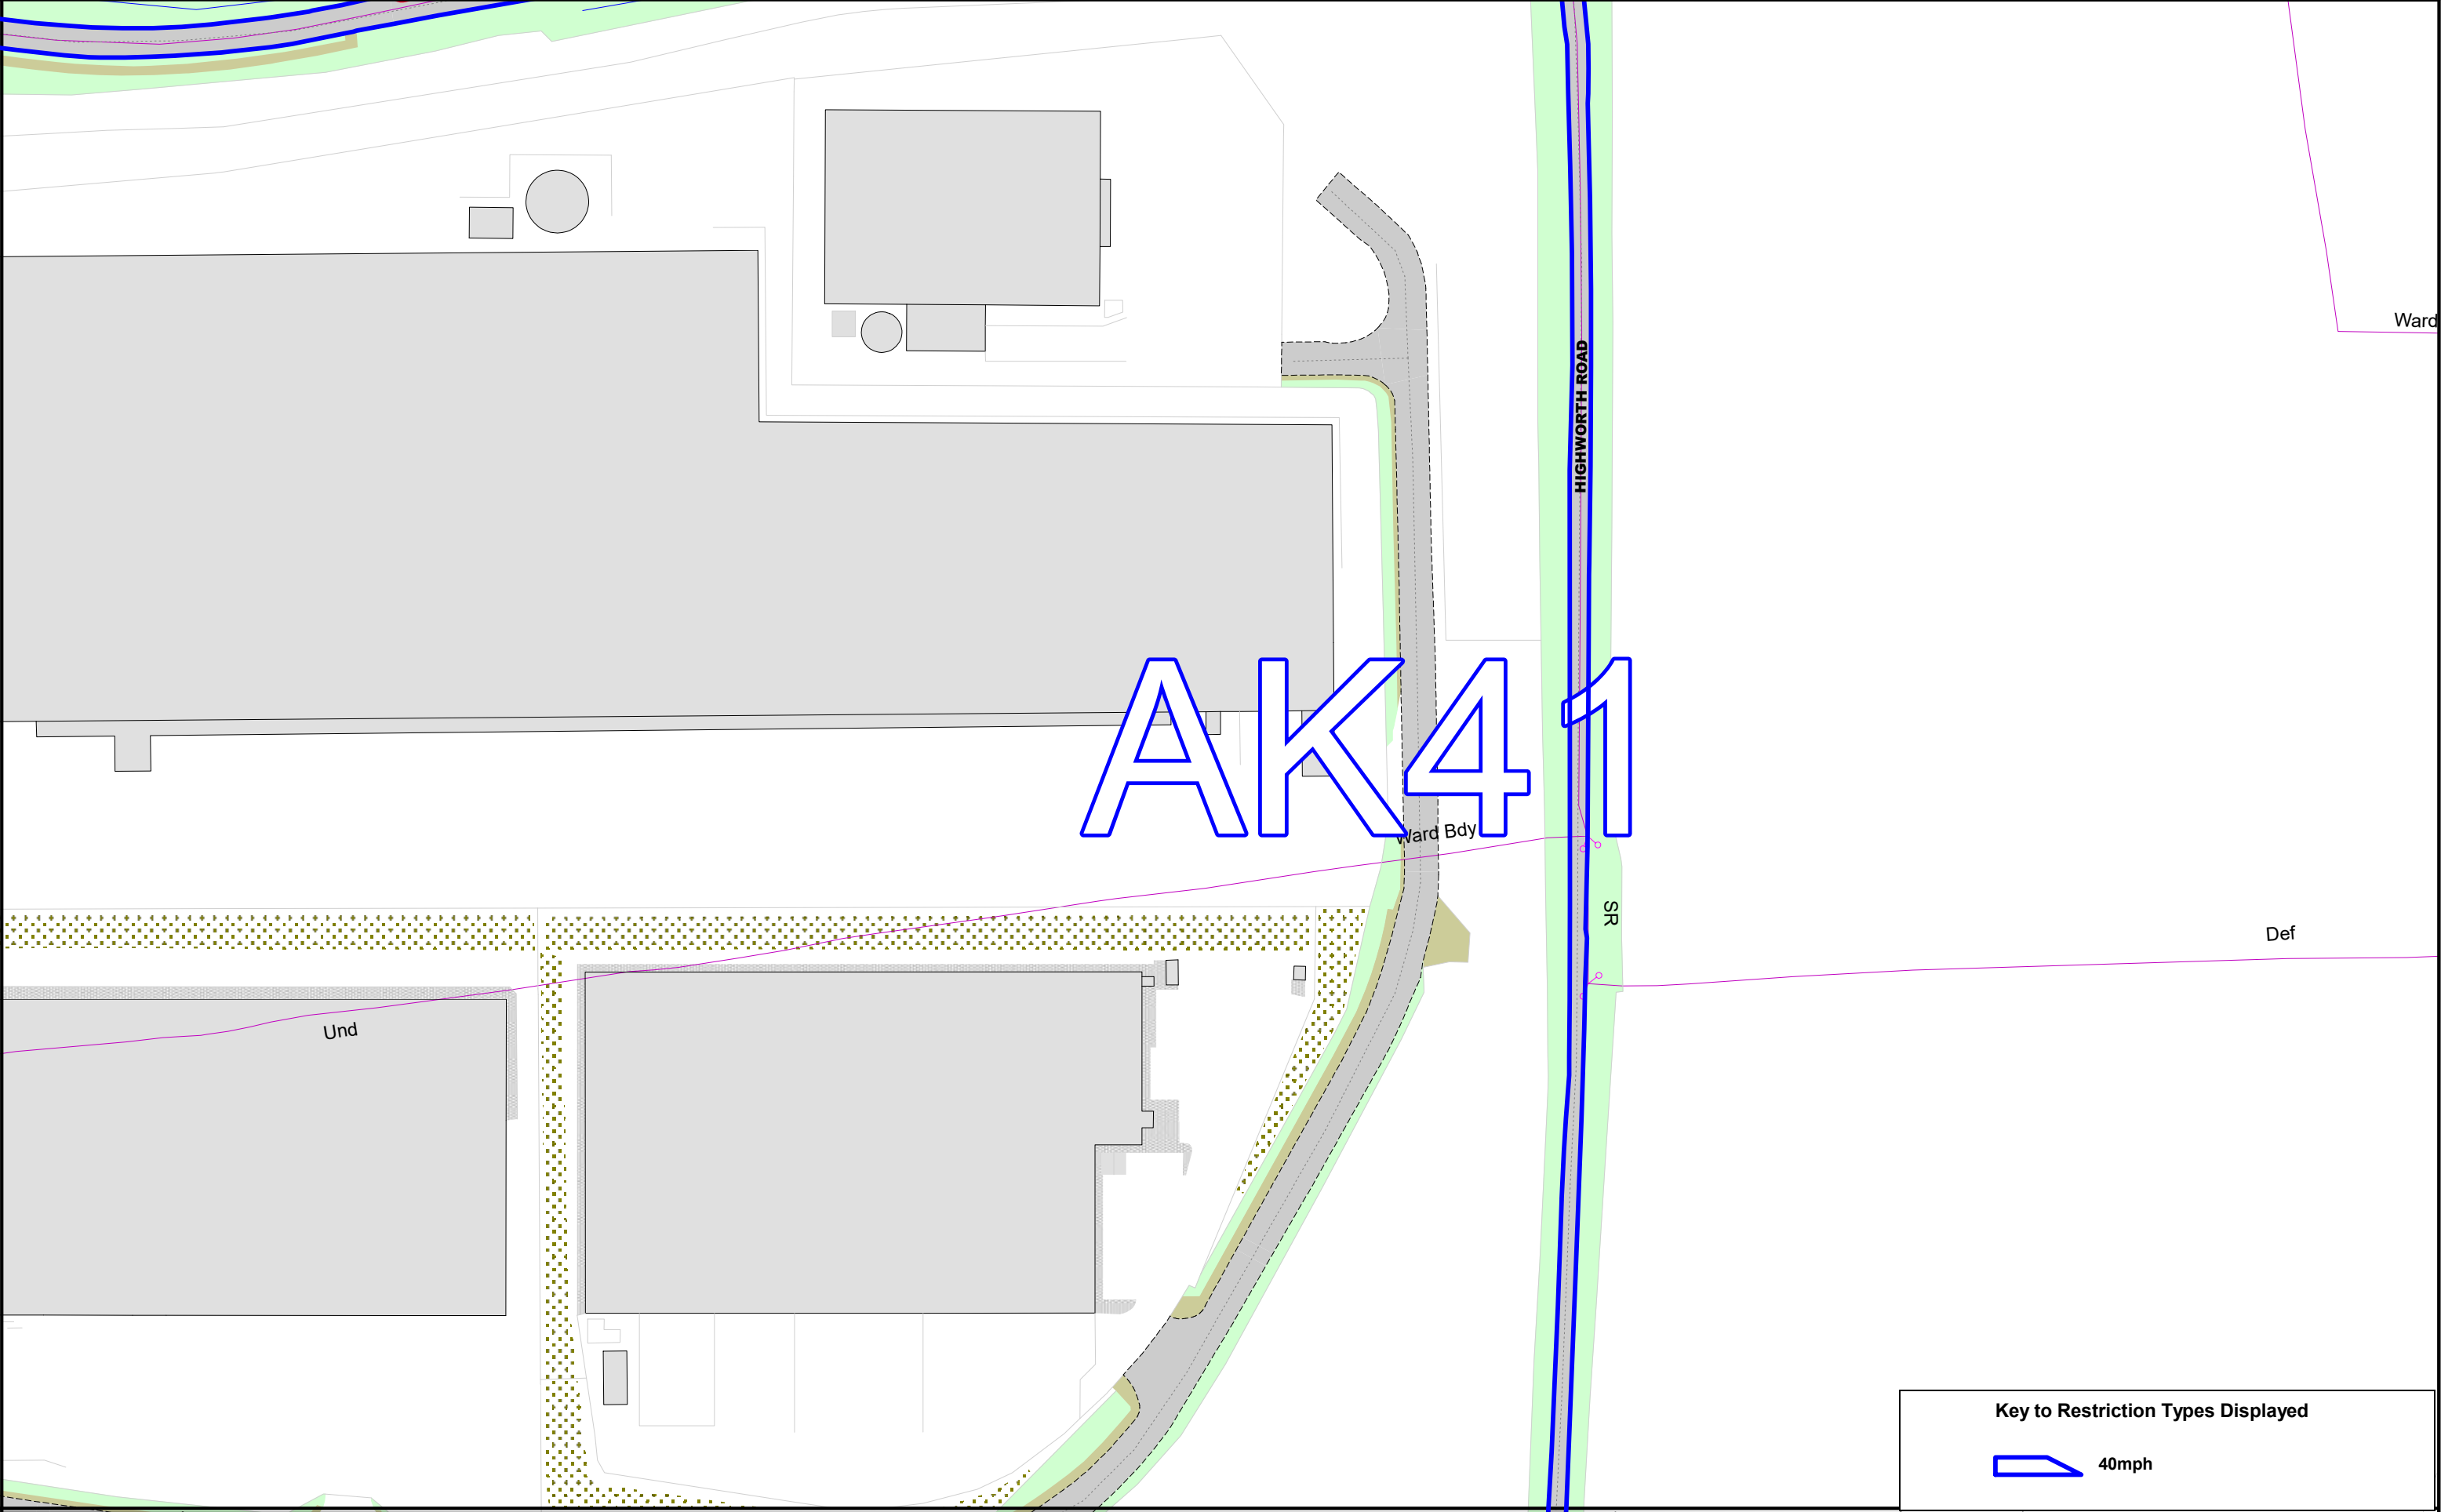 Ward
HIGHWORTH ROAD
AK41
Ward Bdy
SR
Def
Und
Key to Restriction Types Displayed
40mph